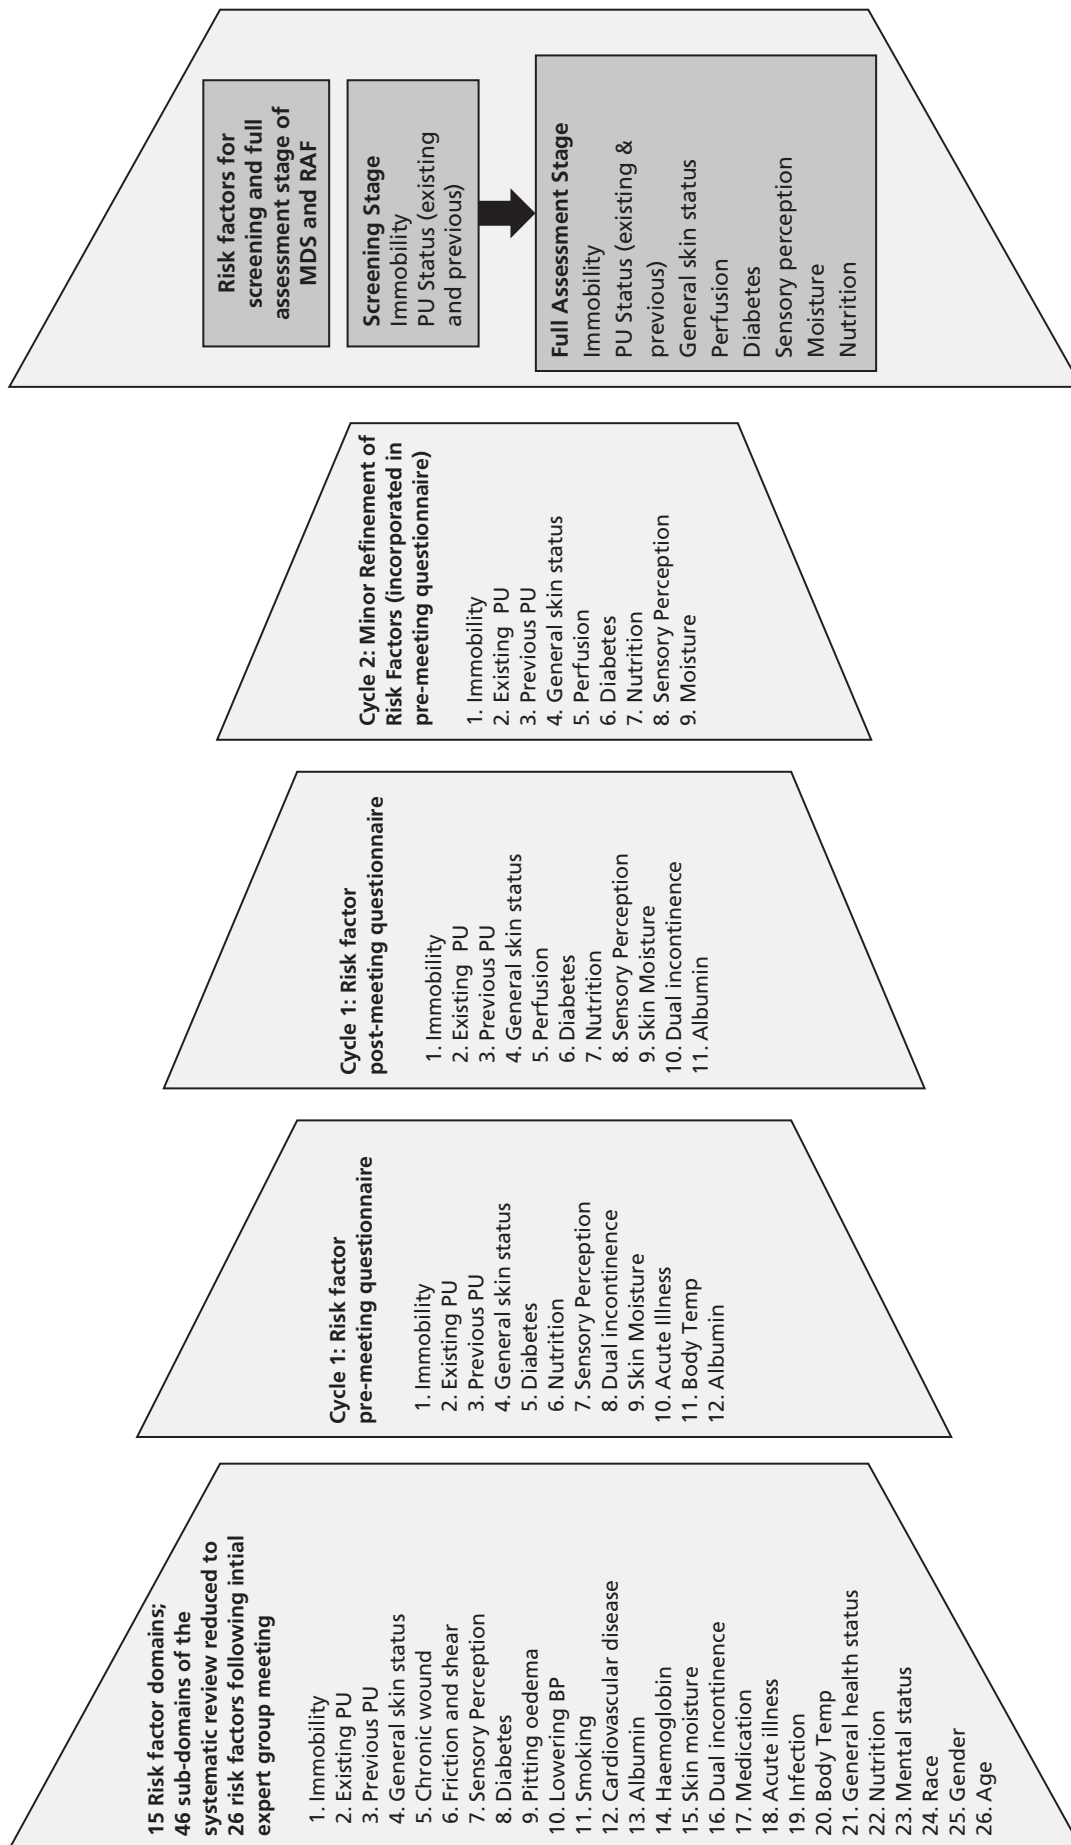 15 Risk factor domains;
46 sub-domains of the
systematic review reduced to
26 risk factors following intial
expert group meeting
1. Immobility
2. Existing PU
3. Previous PU
4. General skin status
5. Chronic wound
6. Friction and shear
7. Sensory Perception
8. Diabetes
9. Pitting oedema
10. Lowering BP
11. Smoking
12. Cardiovascular disease
13. Albumin
14. Haemoglobin
15. Skin moisture
16. Dual incontinence
17. Medication
18. Acute illness
19. Infection
20. Body Temp
21. General health status
22. Nutrition
23. Mental status
24. Race
25. Gender
26. Age
Cycle 1: Risk factor
pre-meeting questionnaire
1. Immobility
2. Existing PU
3. Previous PU
4. General skin status
5. Diabetes
6. Nutrition
7. Sensory Perception
8. Dual incontinence
9. Skin Moisture
10. Acute Illness
11. Body Temp
12. Albumin
Cycle 1: Risk factor
post-meeting questionnaire
1. Immobility
2. Existing PU
3. Previous PU
4. General skin status
5. Perfusion
6. Diabetes
7. Nutrition
8. Sensory Perception
9. Skin Moisture
10. Dual incontinence
11. Albumin
Cycle 2: Minor Refinement of
Risk Factors (incorporated in
pre-meeting questionnaire)
1. Immobility
2. Existing PU
3. Previous PU
4. General skin status
5. Perfusion
6. Diabetes
7. Nutrition
8. Sensory Perception
9. Moisture
Risk factors for
screening and full
assessment stage of
MDS and RAF
Screening Stage
Immobility
PU Status (existing
and previous)
Full Assessment Stage
Immobility
PU Status (existing &
previous)
General skin status
Perfusion
Diabetes
Sensory perception
Moisture
Nutrition